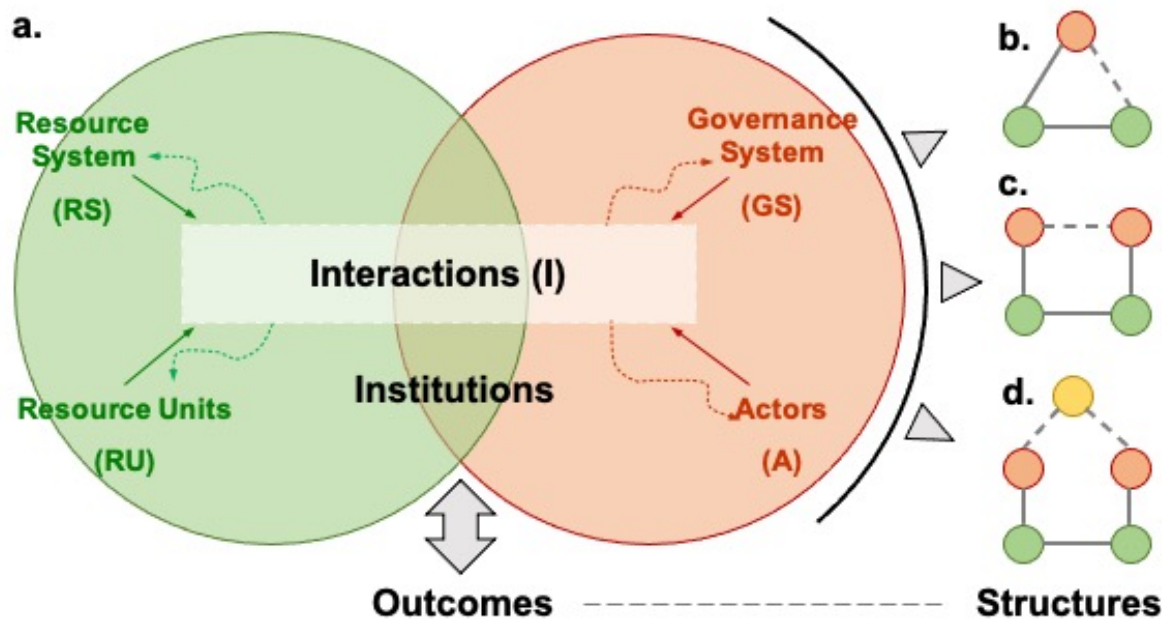 a.
Resource
System
(RS)
Governance
System
(GS)
Interactions (I)
Institutions
Resource Units
(RU)
Actors
(A)
Outcomes
Structures
b.
c.
d.